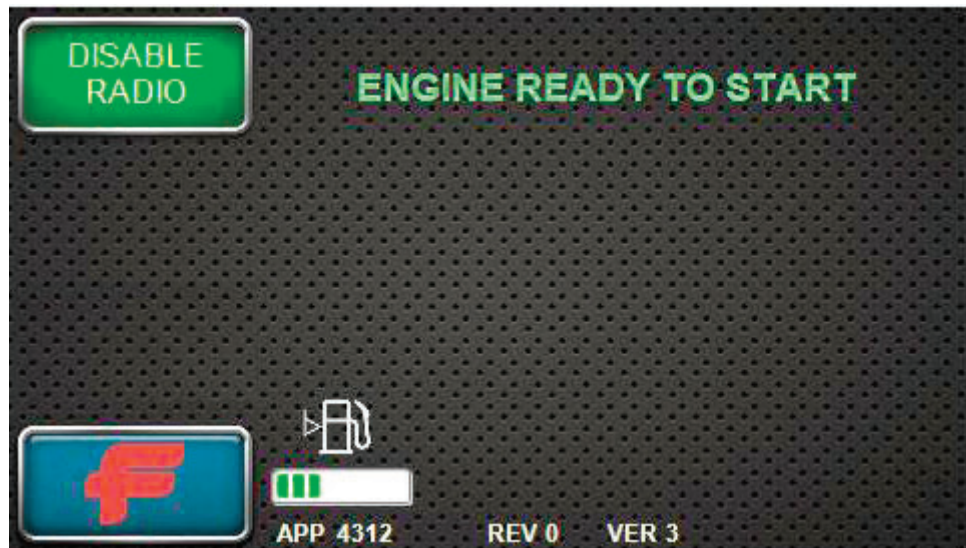 DISABLE
RADIO
ENGINE READY TO START
APP 4312 REV 0 VER 3